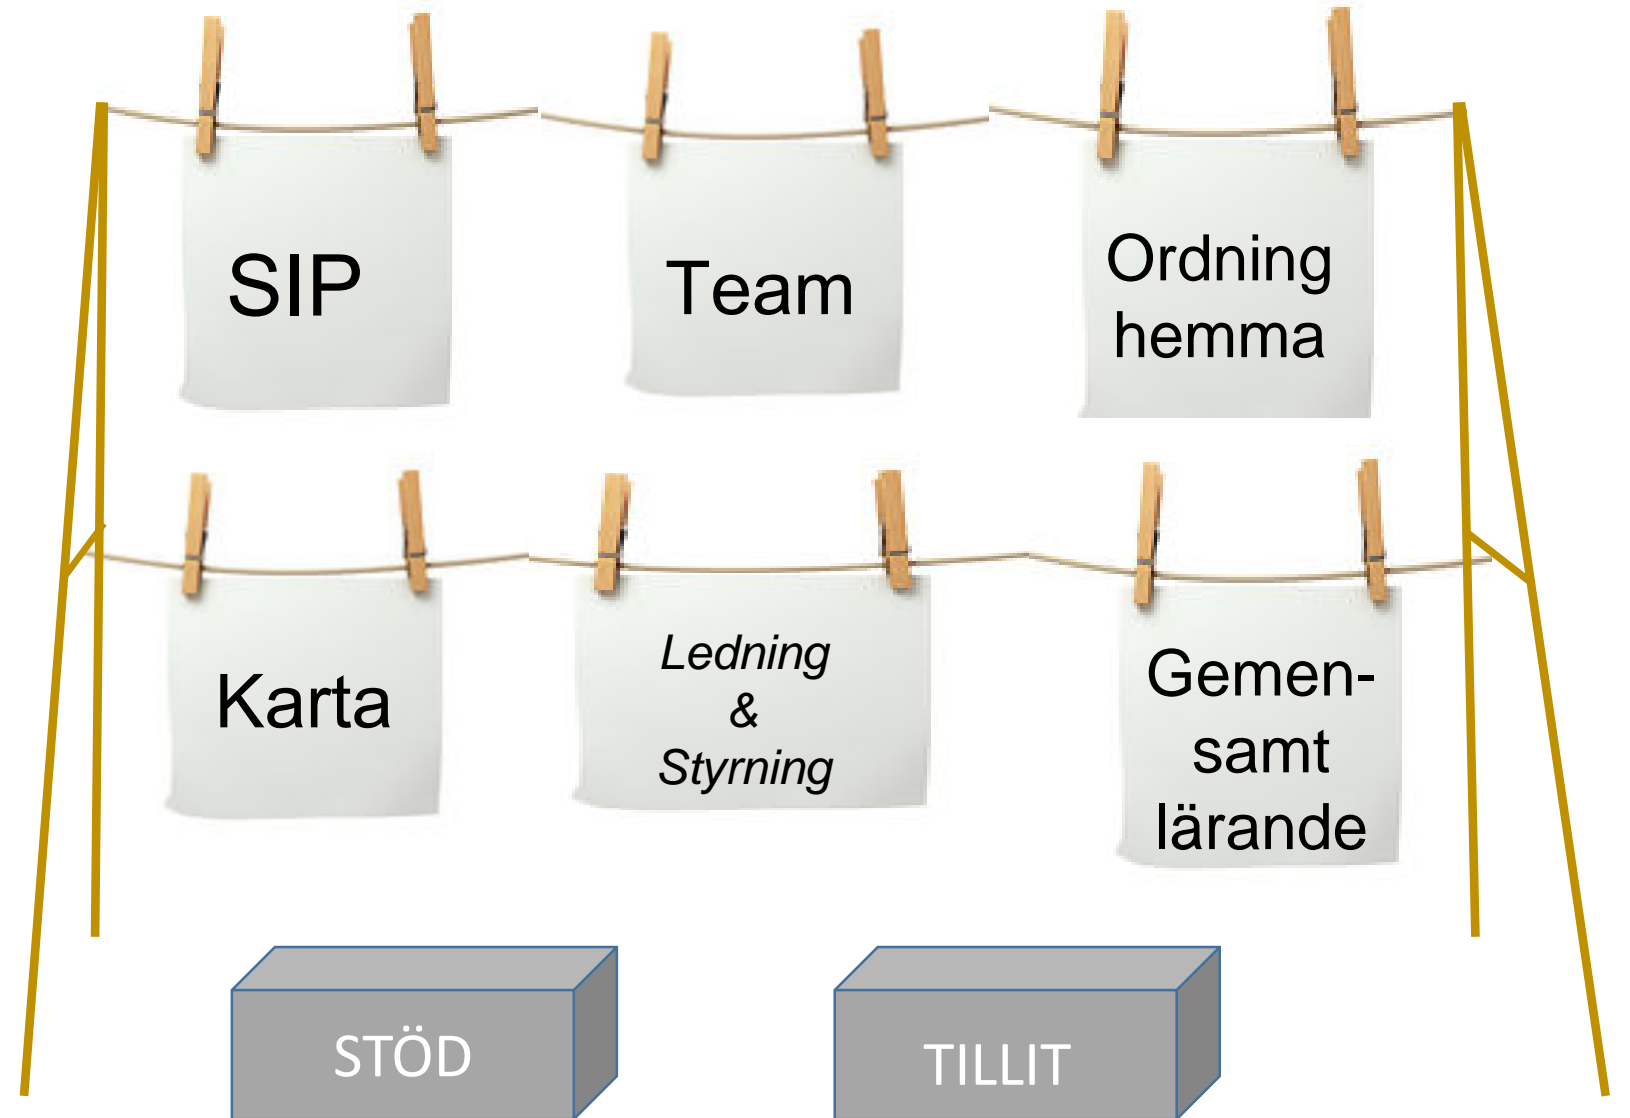 SIP
Team
Ordning
hemma
Karta
Ledning
&
Styrning
Gemen-
samt
lärande
STÖD
TILLIT